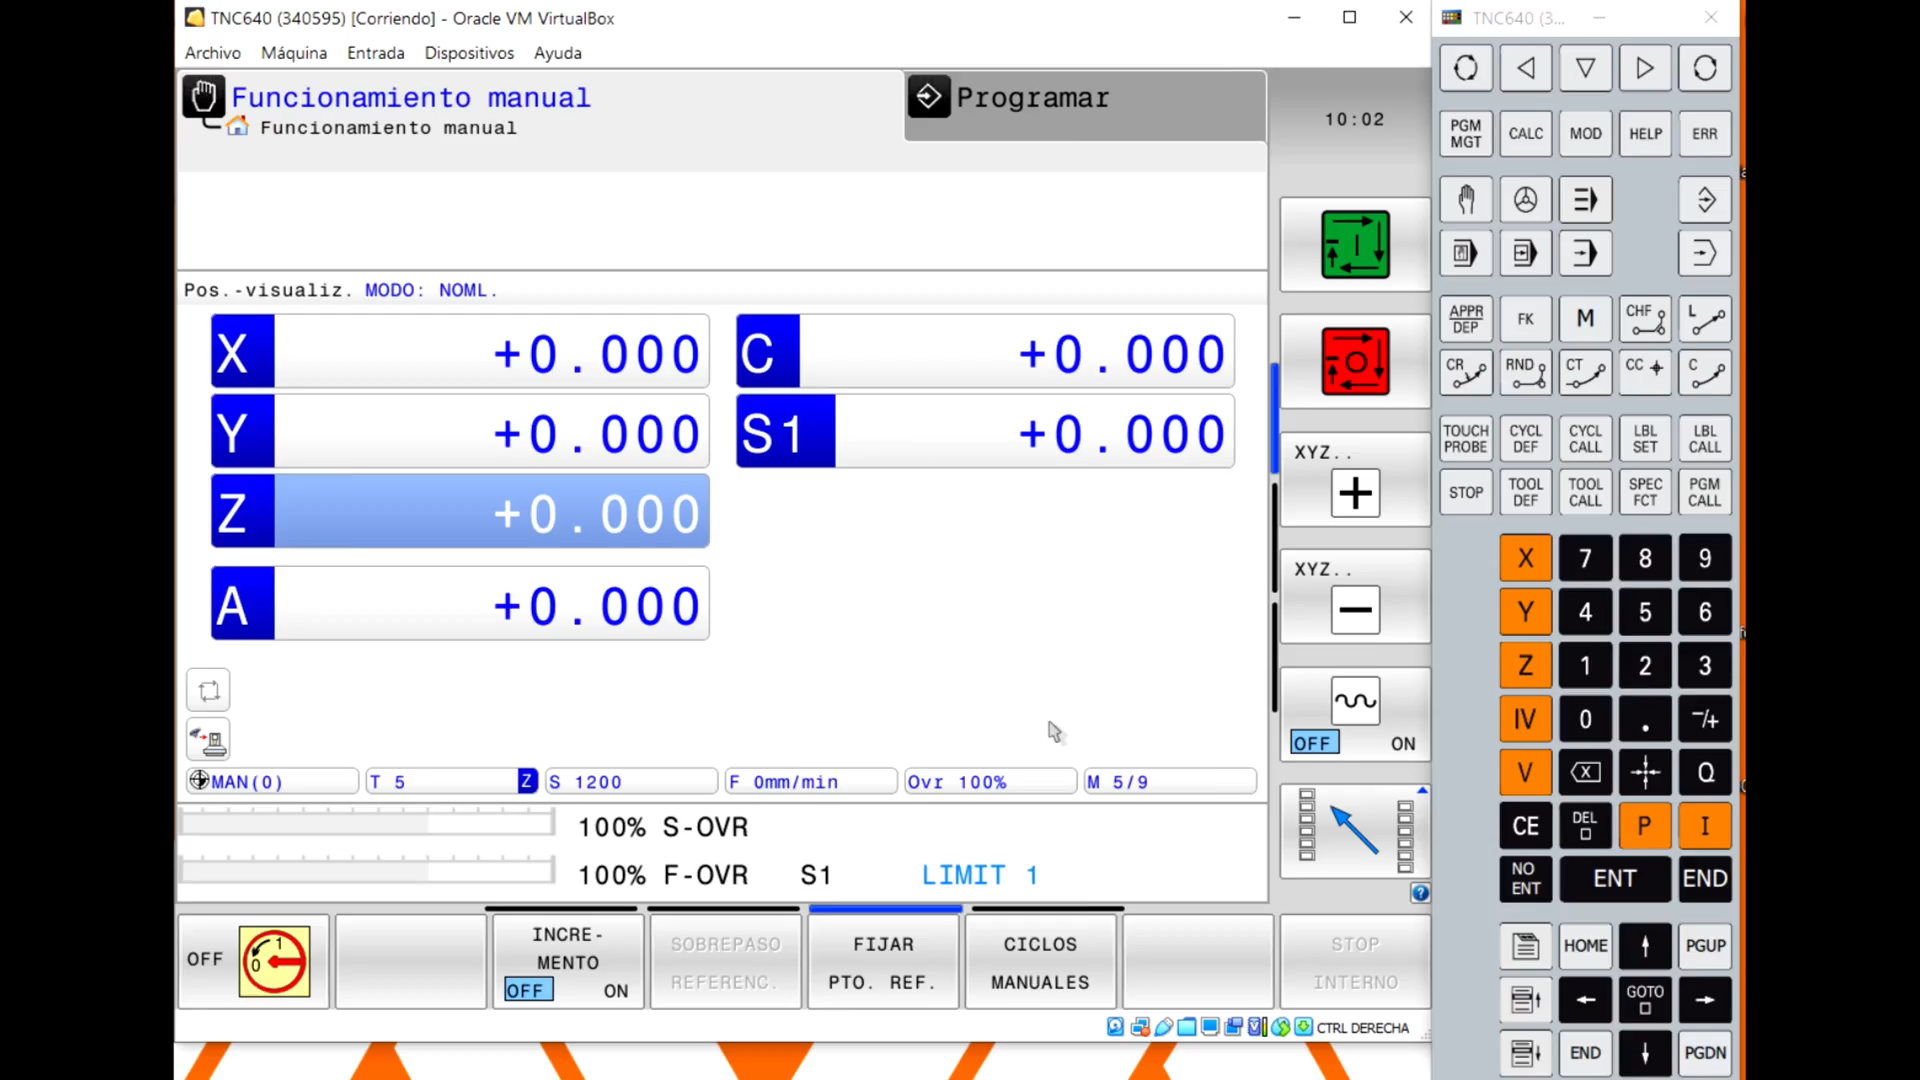 TNC640 (340595) [Corriendo] - Oracle VM VirtualBox
TNC640 (3...
Archivo Máquina Entrada Dispositivos Ayuda
Funcionamiento manual
Funcionamiento manual
Programar
10:02
Pos.-visualiz. MODO: NOML.
X +0.000
C +0.000
Y +0.000
S1 +0.000
Z +0.000
A +0.000
XYZ..
+
XYZ..
−
OFF ON
MAN(0) T 5 Z S 1200 F 0mm/min Ovr 100% M 5/9
100% S-OVR
100% F-OVR S1 LIMIT 1
OFF
1
0
INCRE-
MENTO
OFF ON
SOBREPASO
REFERENC.
FIJAR
PTO. REF.
CICLOS
MANUALES
STOP
INTERNO
CTRL DERECHA
PGM
MGT
CALC
MOD
HELP
ERR
APPR
DEP
FK
M
CHF
L
CR
RND
CT
CC
C
TOUCH
PROBE
CYCL
DEF
CYCL
CALL
LBL
SET
LBL
CALL
STOP
TOOL
DEF
TOOL
CALL
SPEC
FCT
PGM
CALL
X 7 8 9
Y 4 5 6
Z 1 2 3
IV 0 . −/+
V Q
CE
DEL
P I
NO
ENT
ENT
END
HOME
PGUP
GOTO
END
PGDN